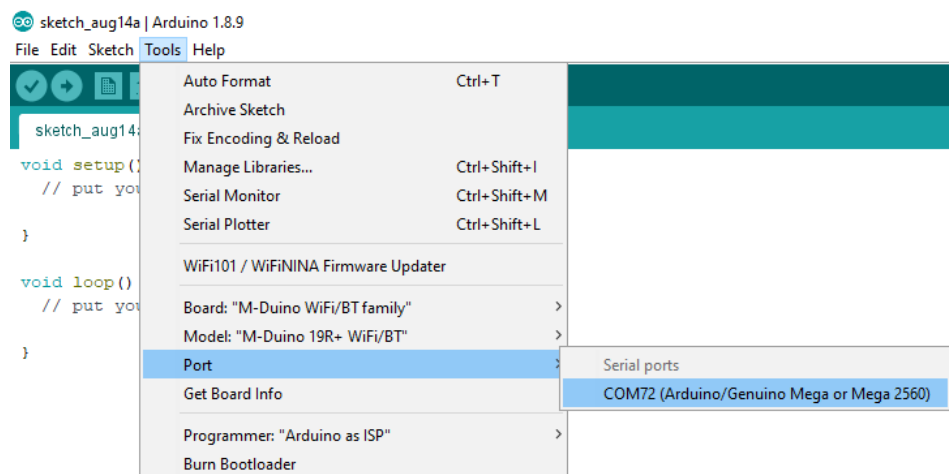 sketch_aug14a | Arduino 1.8.9
File Edit Sketch Tools Help
sketch_aug14a
void setup()
// put you
}
void loop()
// put you
}
Auto Format Ctrl+T
Archive Sketch
Fix Encoding & Reload
Manage Libraries... Ctrl+Shift+I
Serial Monitor Ctrl+Shift+M
Serial Plotter Ctrl+Shift+L
WiFi101 / WiFiNINA Firmware Updater
Board: "M-Duino WiFi/BT family"
Model: "M-Duino 19R+ WiFi/BT"
Port
Get Board Info
Programmer: "Arduino as ISP"
Burn Bootloader
Serial ports
COM72 (Arduino/Genuino Mega or Mega 2560)